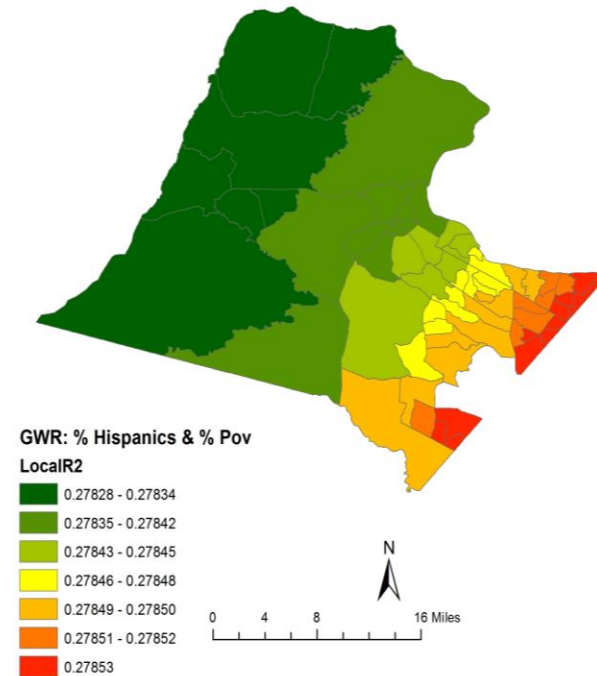 GWR: % Hispanics & % Pov
LocalR2
0.27828 - 0.27834
0.27835 - 0.27842
0.27843 - 0.27845
0.27846 - 0.27848
0.27849 - 0.27850
0.27851 - 0.27852
0.27853
N
0 4 8 16 Miles